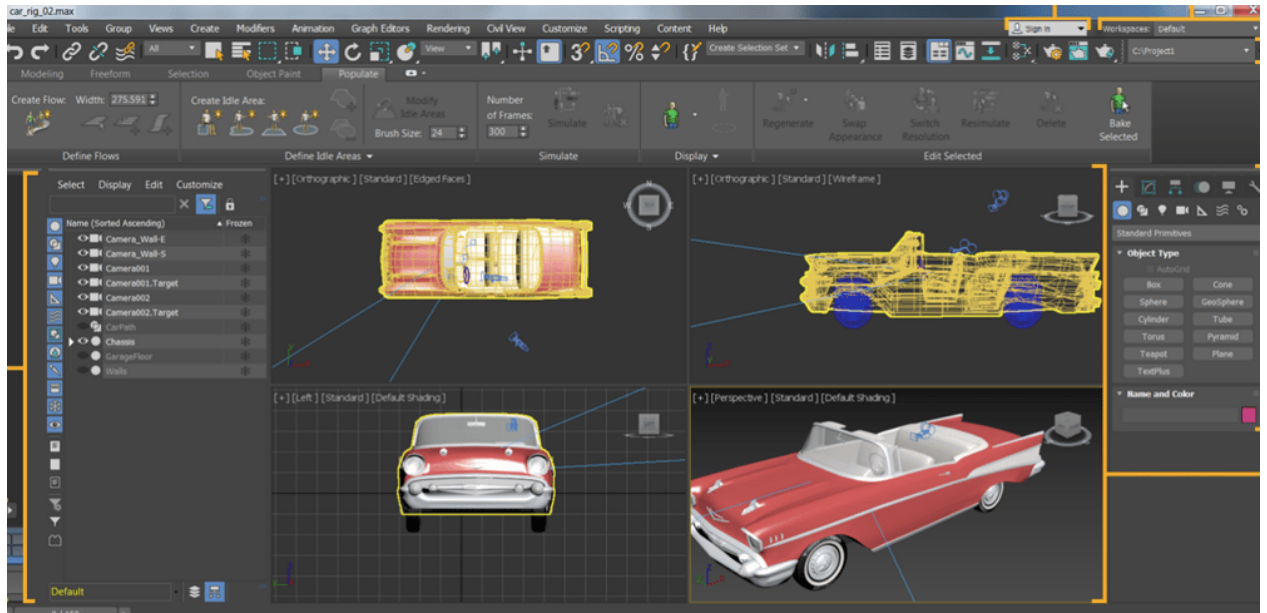 car_rig_02.max
Edit Tools Group Views Create Modifiers Animation Graph Editors Rendering Civil View Customize Scripting Content Help Sign In Workspaces: Default
All View Create Selection Set C:\Project1
Modeling Freeform Selection Object Paint Populate
Create Flow: Width: 275.591 Create Idle Area: Modify Idle Areas Number of Frames: Simulate Regenerate Swap Appearance Switch Resolution Resimulate Delete Bake Selected
Brush Size: 24 300
Define Flows Define Idle Areas Simulate Display Edit Selected
Select Display Edit Customize
Name (Sorted Ascending) Frozen
Camera_Wall-E
Camera_Wall-S
Camera001
Camera001.Target
Camera002
Camera002.Target
CarPath
Chassis
GarageFloor
Walls
Default
[+] [Orthographic ] [Standard ] [Edged Faces ]
[+] [Orthographic ] [Standard ] [Wireframe ]
[+] [Left ] [Standard ] [Default Shading ]
[+] [Perspective ] [Standard ] [Default Shading ]
Standard Primitives
Object Type
AutoGrid
Box Cone
Sphere GeoSphere
Cylinder Tube
Torus Pyramid
Teapot Plane
TextPlus
Name and Color